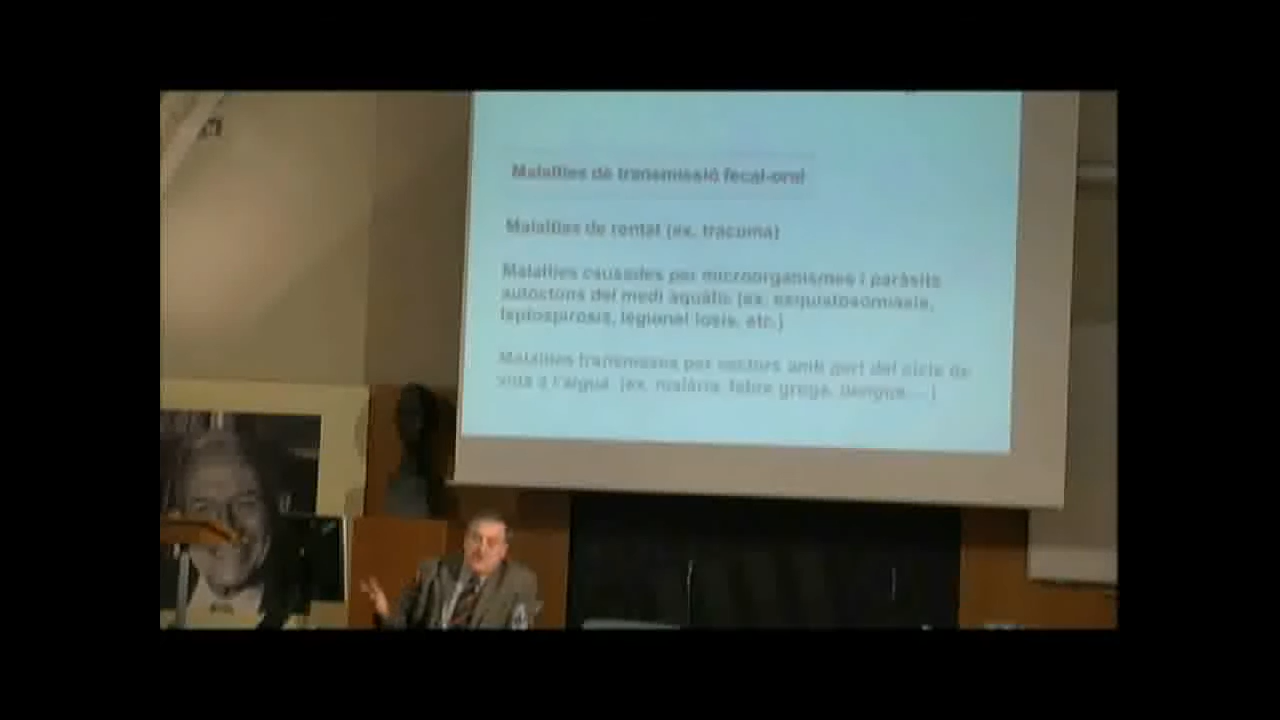 Malalties de transmissió fecal-oral
Malalties de rentat (ex. tracoma)
Malalties causades per microorganismes i paràsits
autòctons del medi aquàtic (ex. esquistosomiasis,
leptospirosis, legionel·losis, etc.)
Malalties transmeses per vectors amb part del cicle de
vida a l'aigua (ex. malària, febre groga, dengue ...)